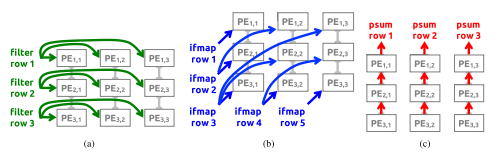 filter row 1
PE1,1 PE1,2 PE1,3
filter row 2
PE2,1 PE2,2 PE2,3
filter row 3
PE3,1 PE3,2 PE3,3
(a)
PE1,1 PE1,2 PE1,3
ifmap row 1
PE2,1 PE2,2 PE2,3
ifmap row 2
PE3,1 PE3,2 PE3,3
ifmap row 3
ifmap row 4
ifmap row 5
(b)
psum row 1
psum row 2
psum row 3
PE1,1 PE1,2 PE1,3
PE2,1 PE2,2 PE2,3
PE3,1 PE3,2 PE3,3
(c)